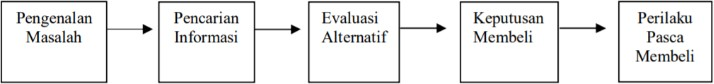 Pengenalan
Masalah
Pencarian
Informasi
Evaluasi
Alternatif
Keputusan
Membeli
Perilaku
Pasca
Membeli